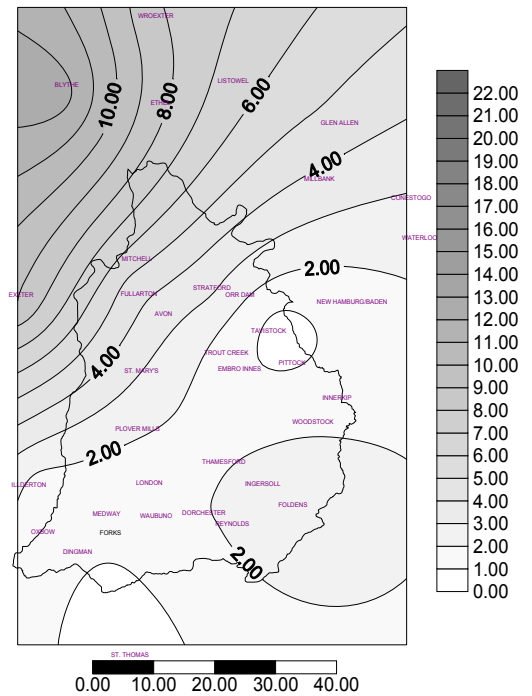 WROEXTER
BLYTHE
LISTOWEL
6.00
10.00
8.00
ETHEL
22.00
21.00
20.00
19.00
18.00
17.00
16.00
15.00
14.00
13.00
12.00
11.00
10.00
9.00
8.00
7.00
6.00
5.00
4.00
3.00
2.00
1.00
0.00
GLEN ALLEN
4.00
MILLBANK
CONESTOGO
WATERLOO
MITCHELL
2.00
EXETER
FULLARTON
STRATFORD
ORR DAM
NEW HAMBURG/BADEN
AVON
TAVISTOCK
TROUT CREEK
4.00
PITTOCK
ST. MARY'S
EMBRO INNES
INNERKIP
WOODSTOCK
PLOVER MILLS
2.00
THAMESFORD
ILDERTON
LONDON
INGERSOLL
FOLDENS
MEDWAY
WAUBUNO
DORCHESTER
REYNOLDS
OXBOW
FORKS
DINGMAN
2.00
ST. THOMAS
0.00 10.00 20.00 30.00 40.00